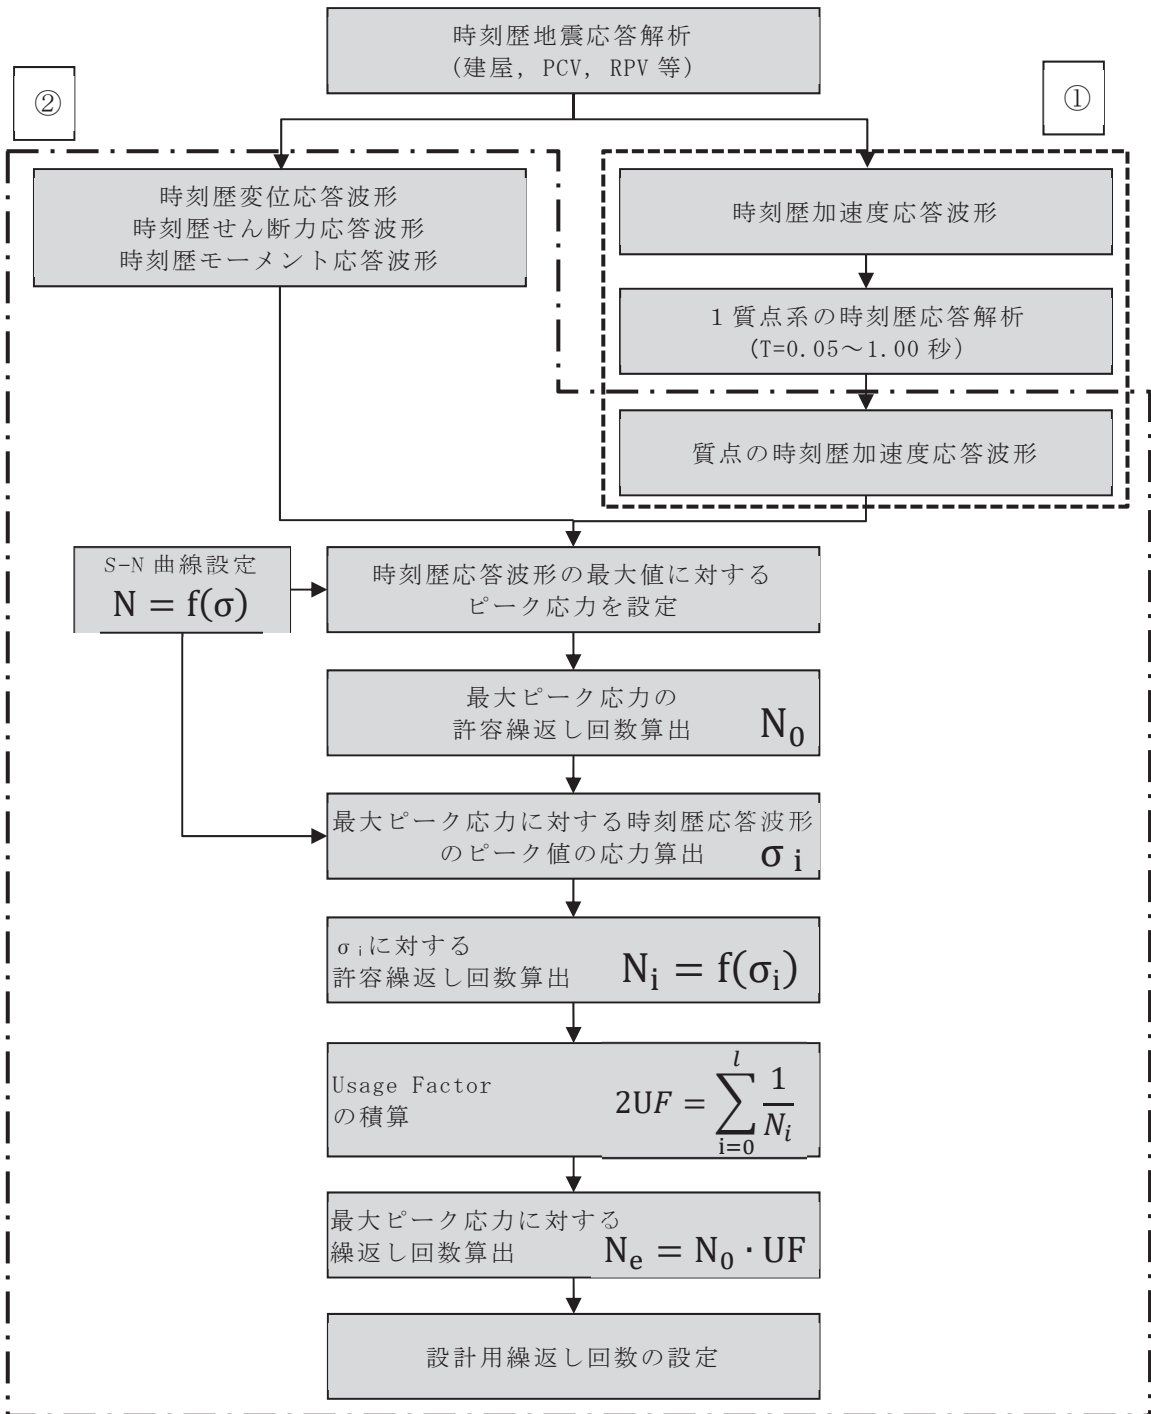 時刻歴地震応答解析
(建屋, PCV, RPV 等)
②
①
時刻歴変位応答波形
時刻歴せん断力応答波形
時刻歴モーメント応答波形
時刻歴加速度応答波形
1 質点系の時刻歴応答解析
(T=0.05～1.00 秒)
質点の時刻歴加速度応答波形
S-N 曲線設定
N = f(σ)
時刻歴応答波形の最大値に対する
ピーク応力を設定
最大ピーク応力の
許容繰返し回数算出 N₀
最大ピーク応力に対する時刻歴応答波形
のピーク値の応力算出 σ i
σ i に対する
許容繰返し回数算出 Nᵢ = f(σᵢ)
Usage Factor
の積算 2UF = ∑_{i=0}^{l} 1/Nᵢ
最大ピーク応力に対する
繰返し回数算出 Nₑ = N₀ · UF
設計用繰返し回数の設定